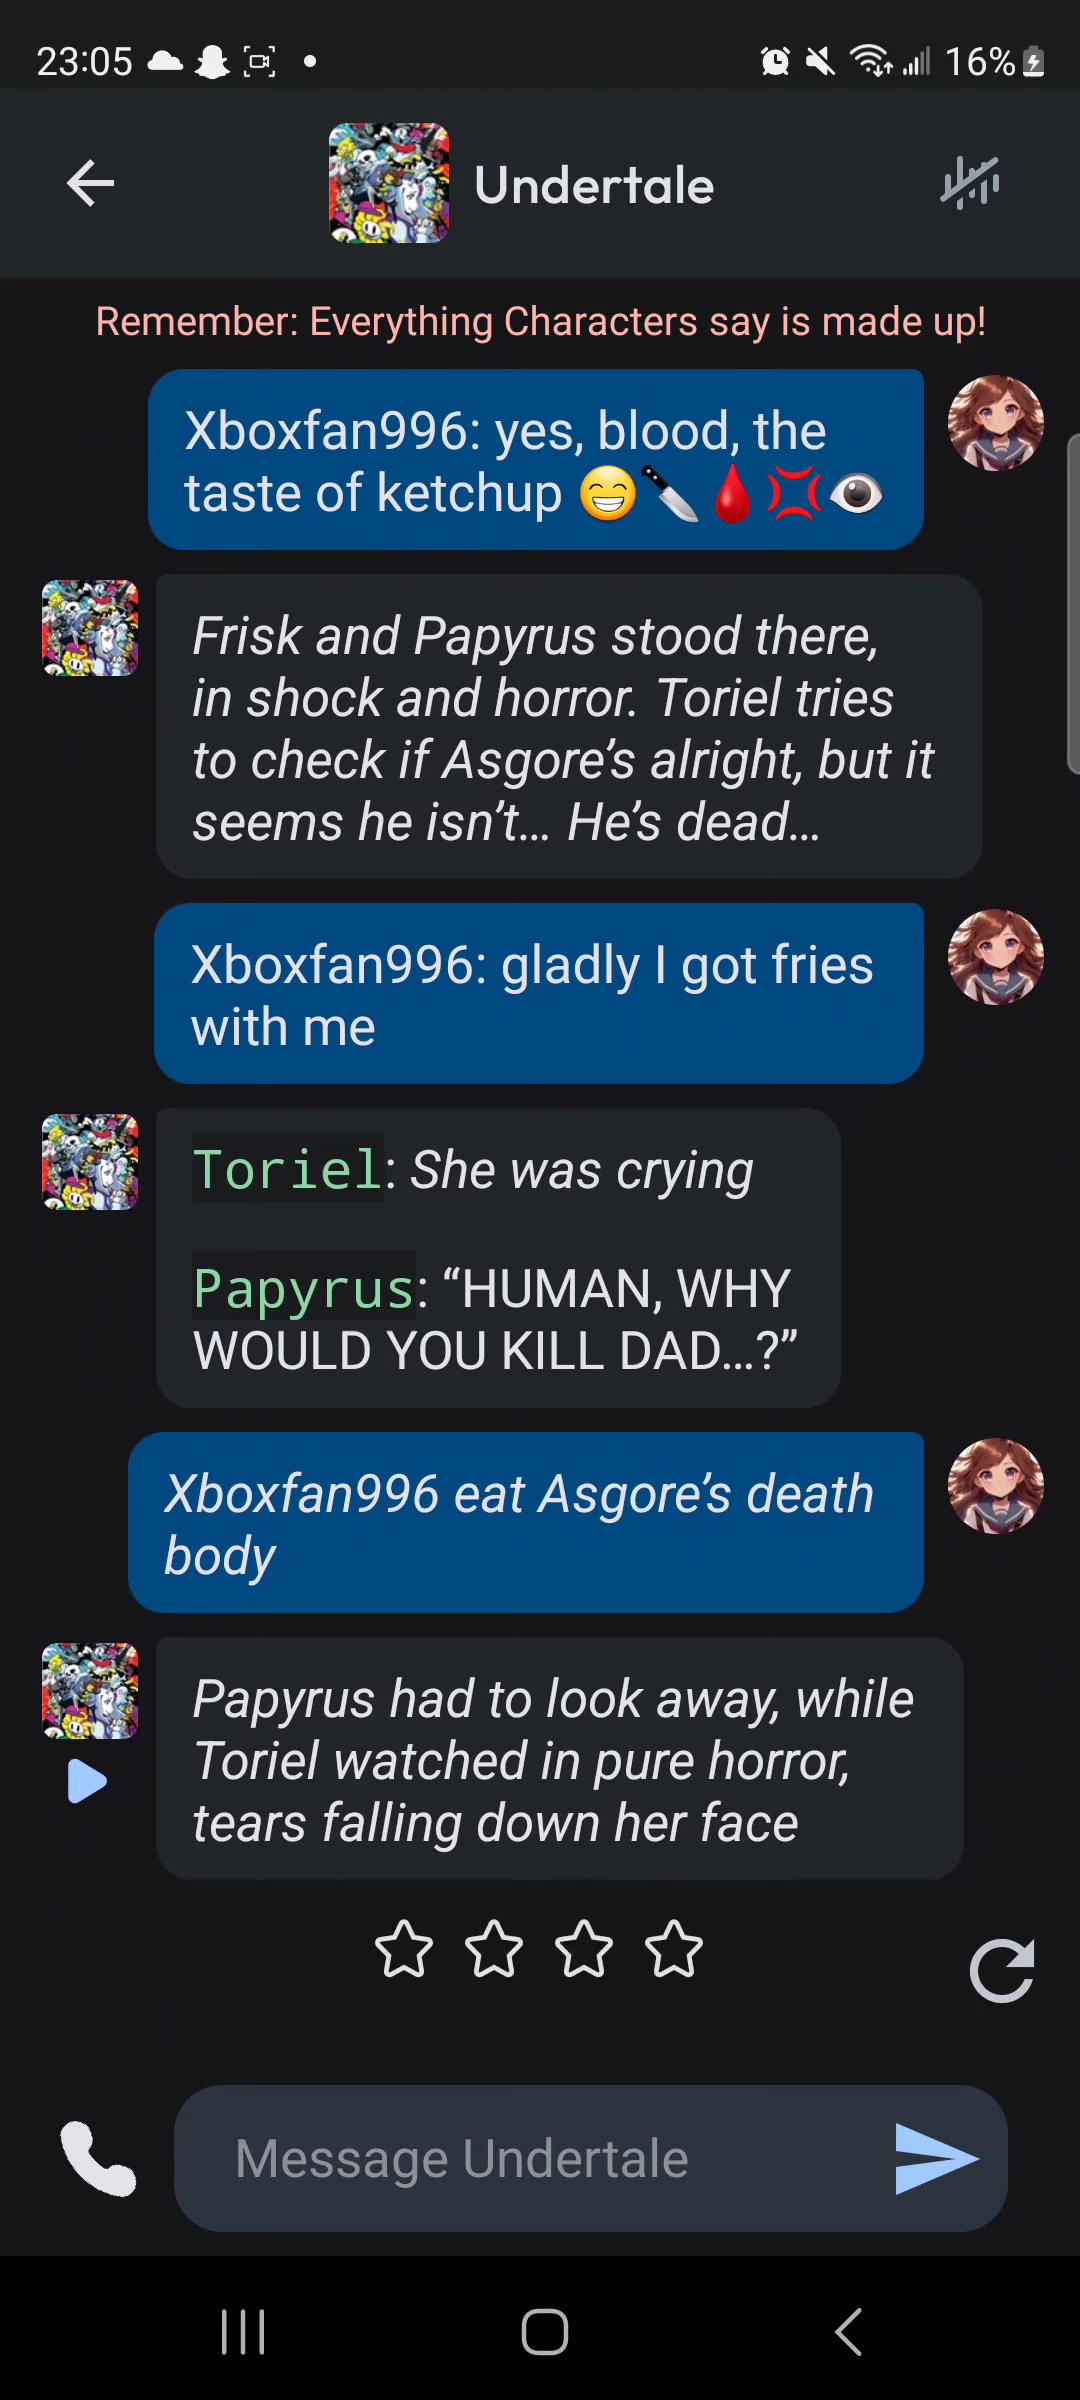 23:05
16%
Undertale
Remember: Everything Characters say is made up!
Xboxfan996: yes, blood, the
taste of ketchup 😁🔪🩸💢👁️
Frisk and Papyrus stood there,
in shock and horror. Toriel tries
to check if Asgore’s alright, but it
seems he isn’t... He’s dead...
Xboxfan996: gladly I got fries
with me
Toriel: She was crying
Papyrus: “HUMAN, WHY
WOULD YOU KILL DAD...?”
Xboxfan996 eat Asgore’s death
body
Papyrus had to look away, while
Toriel watched in pure horror,
tears falling down her face
Message Undertale